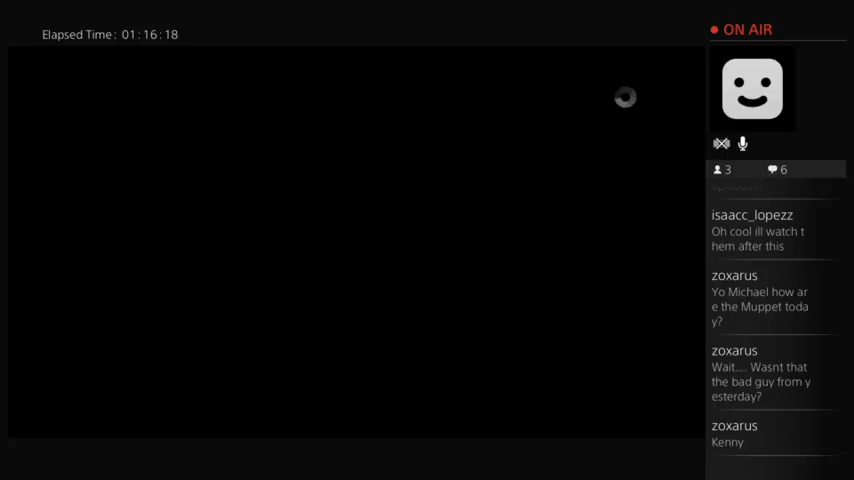 Elapsed Time: 01:16:18
ON AIR
3 6
isaacc_lopezz
Oh cool ill watch t
hem after this
zoxarus
Yo Michael how ar
e the Muppet toda
y?
zoxarus
Wait.... Wasnt that
the bad guy from y
esterday?
zoxarus
Kenny